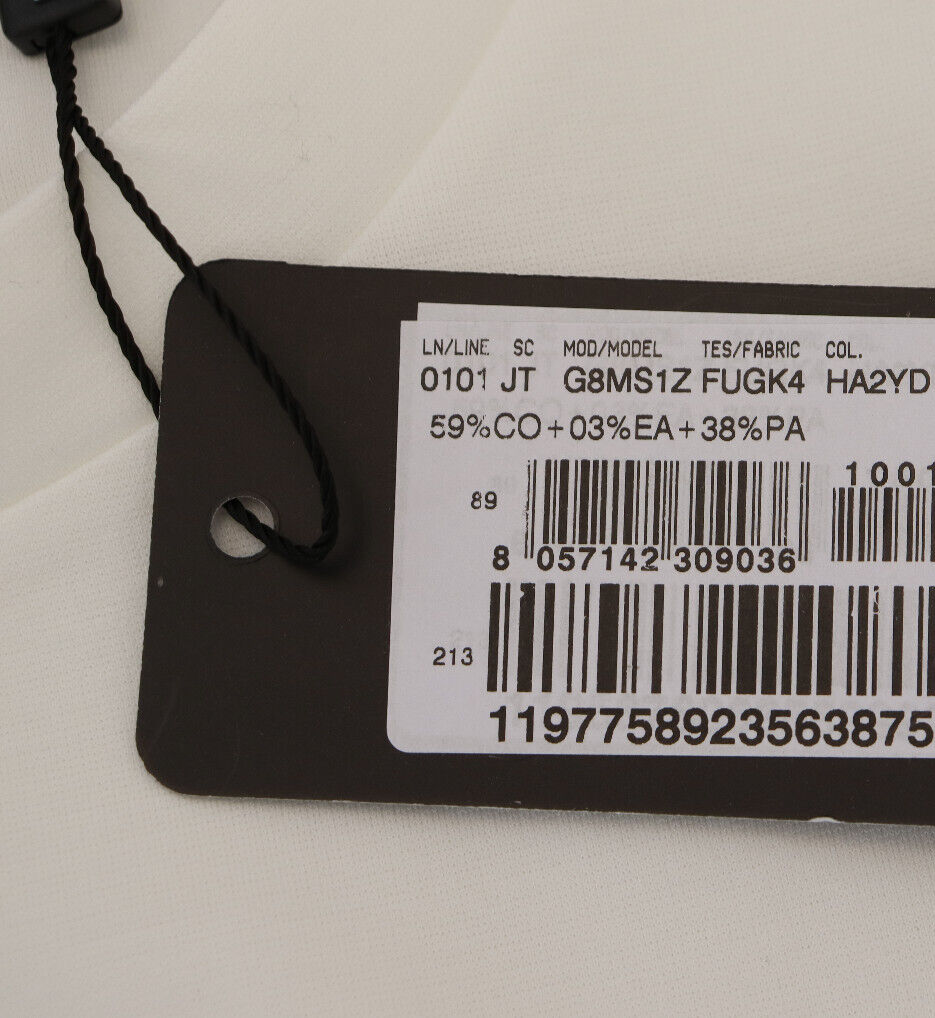 LN/LINE SC MOD/MODEL TES/FABRIC COL.
0101 JT G8MS1Z FUGK4 HA2YD
59%CO+03%EA+38%PA
1001
89
8 057142 309036
213
1197758923563875